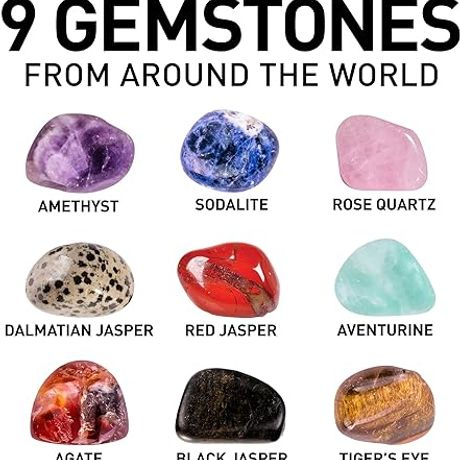 9 GEMSTONES
FROM AROUND THE WORLD
AMETHYST SODALITE ROSE QUARTZ
DALMATIAN JASPER RED JASPER AVENTURINE
AGATE BLACK JASPER TIGER'S EYE